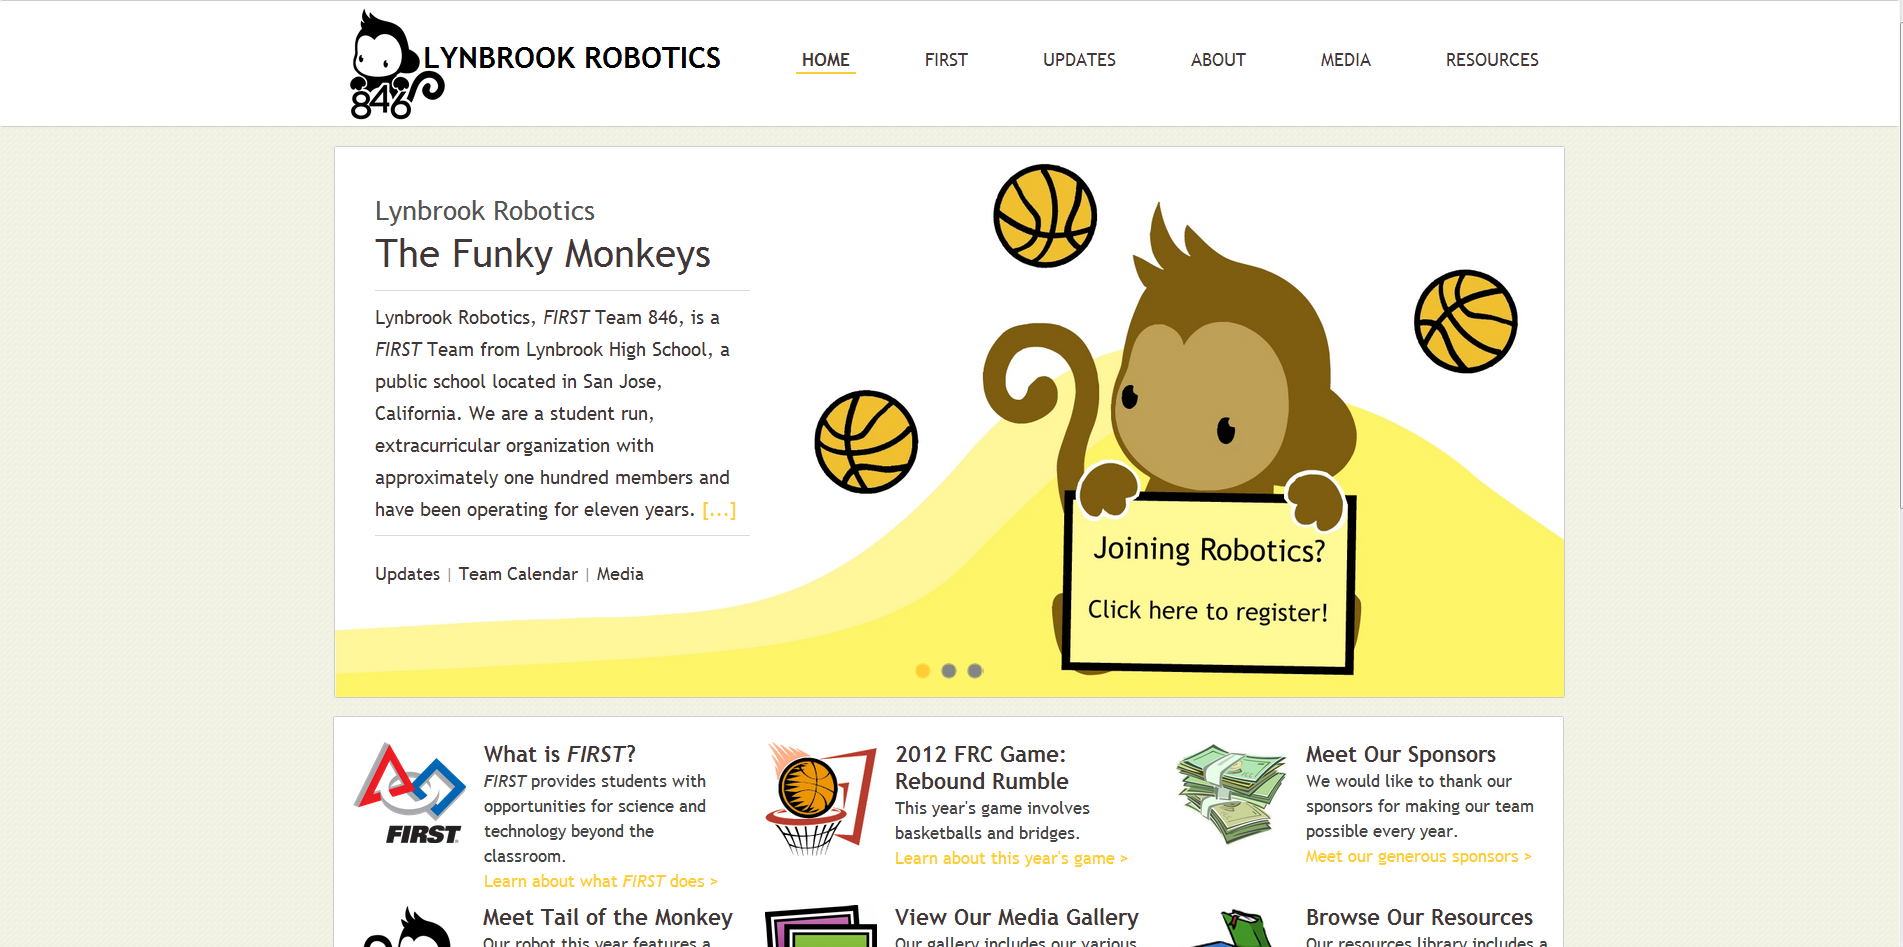 LYNBROOK ROBOTICS
846
HOME
FIRST
UPDATES
ABOUT
MEDIA
RESOURCES
Lynbrook Robotics
The Funky Monkeys
Lynbrook Robotics, FIRST Team 846, is a
FIRST Team from Lynbrook High School, a
public school located in San Jose,
California. We are a student run,
extracurricular organization with
approximately one hundred members and
have been operating for eleven years. [...]
Updates | Team Calendar | Media
Joining Robotics?
Click here to register!
FIRST
What is FIRST?
FIRST provides students with
opportunities for science and
technology beyond the
classroom.
Learn about what FIRST does >
2012 FRC Game:
Rebound Rumble
This year's game involves
basketballs and bridges.
Learn about this year's game >
Meet Our Sponsors
We would like to thank our
sponsors for making our team
possible every year.
Meet our generous sponsors >
Meet Tail of the Monkey
Our robot this year features a
View Our Media Gallery
Our gallery includes our various
Browse Our Resources
Our resources library includes a